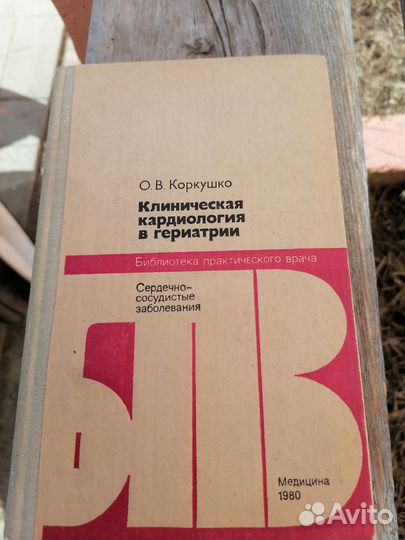 О. В. Коркушко
Клиническая
кардиология
в гериатрии
Библиотека практического врача
Сердечно-
сосудистые
заболевания
БПВ
Медицина
1980
Avito